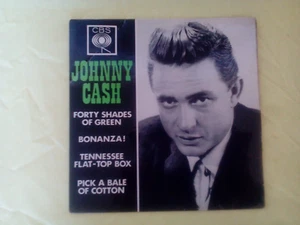 CBS
JOHNNY
CASH
FORTY SHADES
OF GREEN
BONANZA!
TENNESSEE
FLAT-TOP BOX
PICK A BALE
OF COTTON